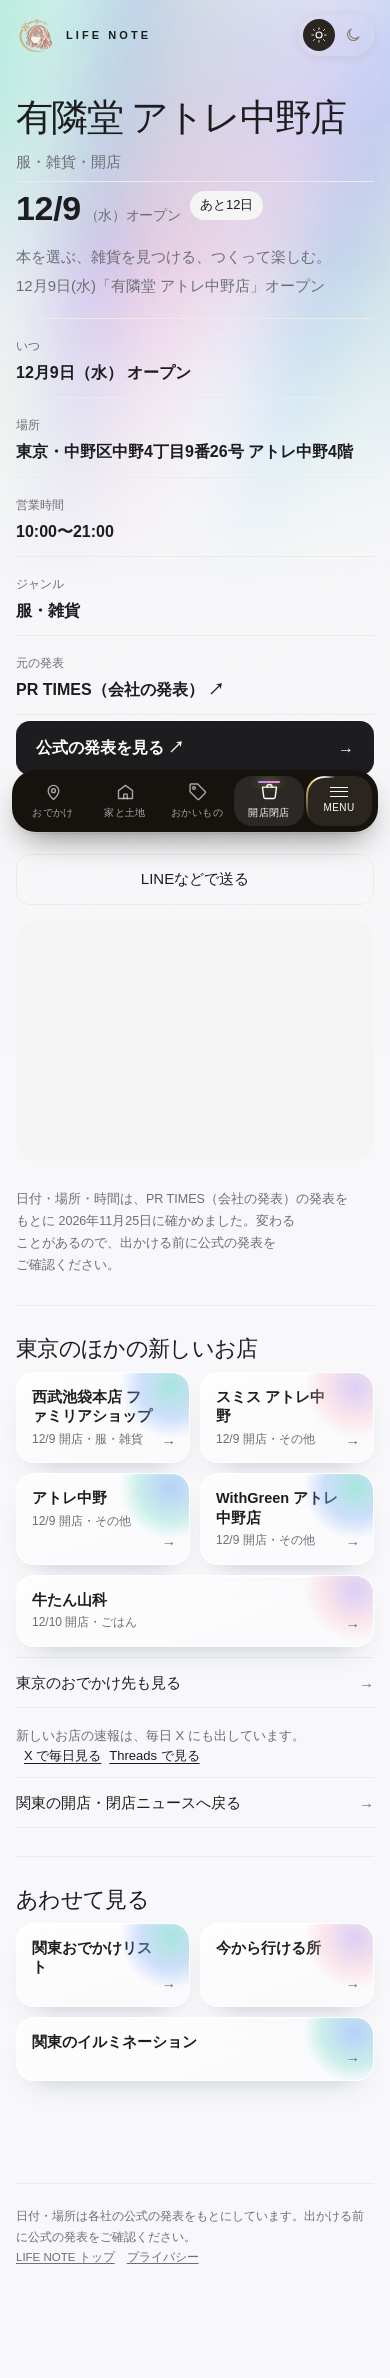 LIFE NOTE
有隣堂 アトレ中野店
服・雑貨・開店
12/9 （水）オープン あと12日
本を選ぶ、雑貨を見つける、つくって楽しむ。
12月9日(水)「有隣堂 アトレ中野店」オープン
いつ
12月9日（水） オープン
場所
東京・中野区中野4丁目9番26号 アトレ中野4階
営業時間
10:00〜21:00
ジャンル
服・雑貨
元の発表
PR TIMES（会社の発表） ↗
公式の発表を見る ↗ →
おでかけ 家と土地 おかいもの 開店閉店 MENU
LINEなどで送る
日付・場所・時間は、PR TIMES（会社の発表）の発表を
もとに 2026年11月25日に確かめました。変わる
ことがあるので、出かける前に公式の発表を
ご確認ください。
東京のほかの新しいお店
西武池袋本店 フ
ァミリアショップ
12/9 開店・服・雑貨 →
スミス アトレ中
野
12/9 開店・その他 →
アトレ中野
12/9 開店・その他
→
WithGreen アトレ
中野店
12/9 開店・その他 →
牛たん山科
12/10 開店・ごはん →
東京のおでかけ先も見る →
新しいお店の速報は、毎日 X にも出しています。
X で毎日見る Threads で見る
関東の開店・閉店ニュースへ戻る →
あわせて見る
関東おでかけリス
ト
→
今から行ける所
→
関東のイルミネーション
→
日付・場所は各社の公式の発表をもとにしています。出かける前
に公式の発表をご確認ください。
LIFE NOTE トップ プライバシー